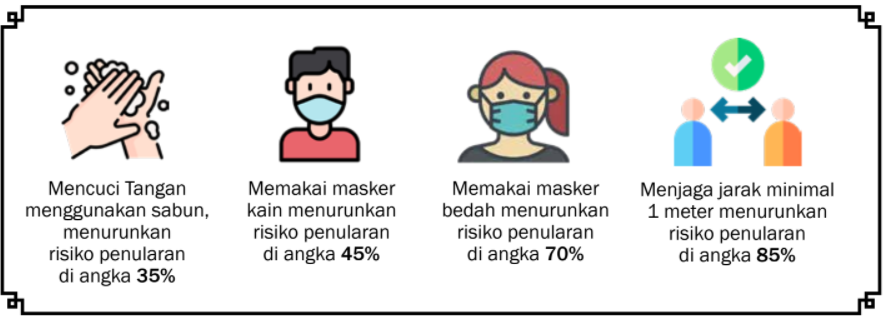 Mencuci Tangan
menggunakan sabun,
menurunkan
risiko penularan
di angka 35%
Memakai masker
kain menurunkan
risiko penularan
di angka 45%
Memakai masker
bedah menurunkan
risiko penularan
di angka 70%
Menjaga jarak minimal
1 meter menurunkan
risiko penularan
di angka 85%